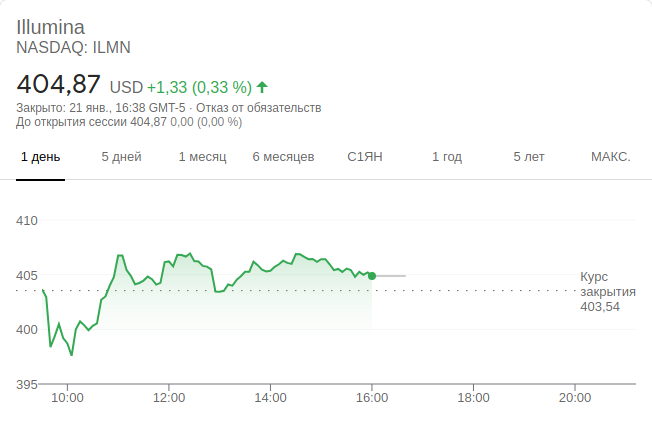 Illumina
NASDAQ: ILMN
404,87 USD +1,33 (0,33 %)
Закрыто: 21 янв., 16:38 GMT-5 · Отказ от обязательств
До открытия сессии 404,87 0,00 (0,00 %)
1 день 5 дней 1 месяц 6 месяцев С1ЯН 1 год 5 лет МАКС.
410
405
Курс
закрытия
403,54
400
395
10:00 12:00 14:00 16:00 18:00 20:00